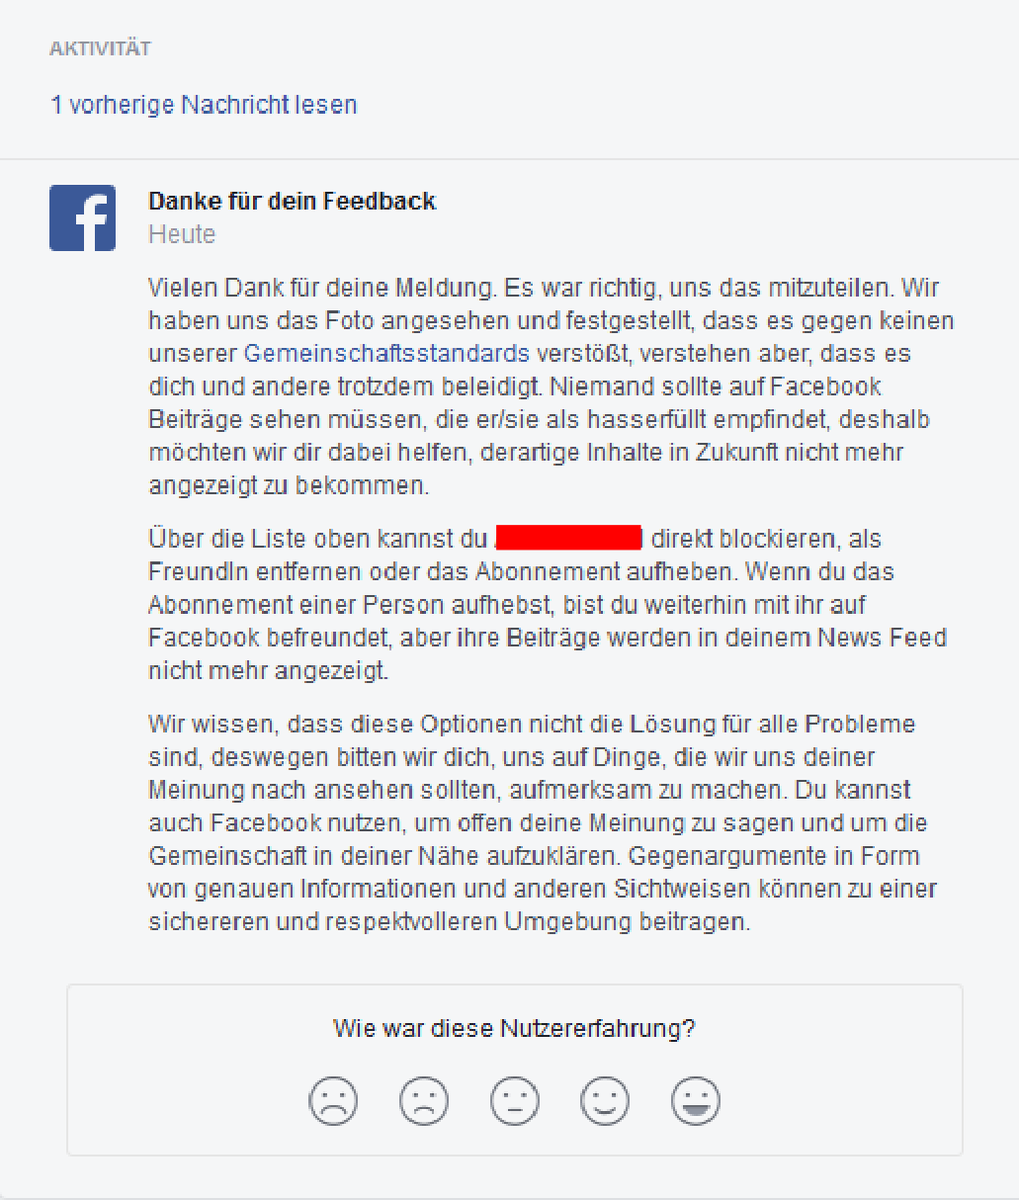 AKTIVITÄT
1 vorherige Nachricht lesen
Danke für dein Feedback
Heute
Vielen Dank für deine Meldung. Es war richtig, uns das mitzuteilen. Wir
haben uns das Foto angesehen und festgestellt, dass es gegen keinen
unserer Gemeinschaftsstandards verstößt, verstehen aber, dass es
dich und andere trotzdem beleidigt. Niemand sollte auf Facebook
Beiträge sehen müssen, die er/sie als hasserfüllt empfindet, deshalb
möchten wir dir dabei helfen, derartige Inhalte in Zukunft nicht mehr
angezeigt zu bekommen.
Über die Liste oben kannst du direkt blockieren, als
FreundIn entfernen oder das Abonnement aufheben. Wenn du das
Abonnement einer Person aufhebst, bist du weiterhin mit ihr auf
Facebook befreundet, aber ihre Beiträge werden in deinem News Feed
nicht mehr angezeigt.
Wir wissen, dass diese Optionen nicht die Lösung für alle Probleme
sind, deswegen bitten wir dich, uns auf Dinge, die wir uns deiner
Meinung nach ansehen sollten, aufmerksam zu machen. Du kannst
auch Facebook nutzen, um offen deine Meinung zu sagen und um die
Gemeinschaft in deiner Nähe aufzuklären. Gegenargumente in Form
von genauen Informationen und anderen Sichtweisen können zu einer
sichereren und respektvolleren Umgebung beitragen.
Wie war diese Nutzererfahrung?